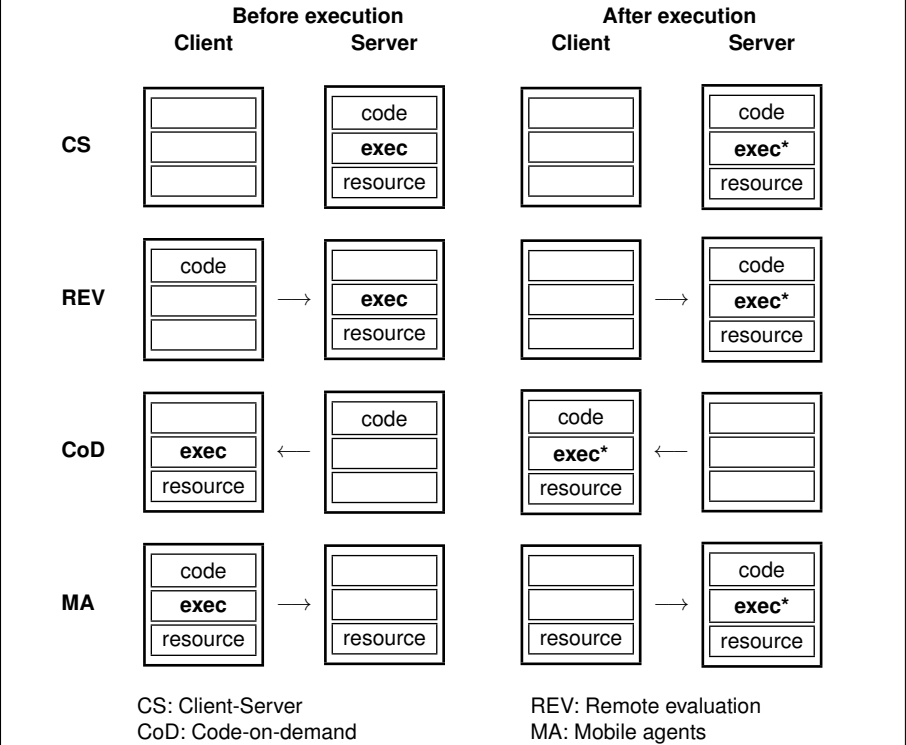 Before execution After execution
Client Server Client Server
code code
CS exec exec*
resource resource
code code
REV exec exec*
resource resource
code code
CoD exec exec*
resource resource
code code
MA exec exec*
resource resource resource resource
CS: Client-Server REV: Remote evaluation
CoD: Code-on-demand MA: Mobile agents